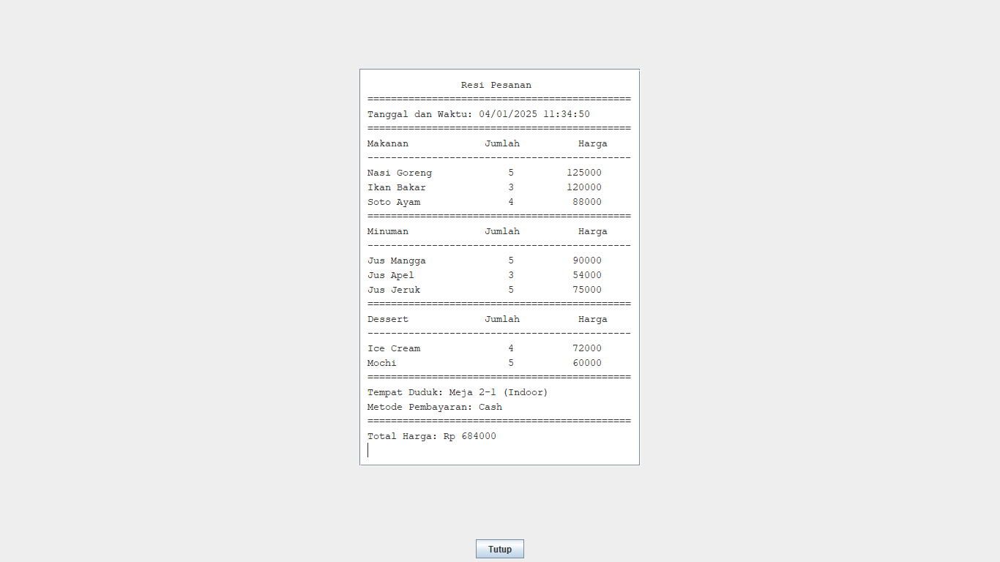 Resi Pesanan
=============================================
Tanggal dan Waktu: 04/01/2025 11:34:50
=============================================
Makanan Jumlah Harga
---------------------------------------------
Nasi Goreng 5 125000
Ikan Bakar 3 120000
Soto Ayam 4 88000
=============================================
Minuman Jumlah Harga
---------------------------------------------
Jus Mangga 5 90000
Jus Apel 3 54000
Jus Jeruk 5 75000
=============================================
Dessert Jumlah Harga
---------------------------------------------
Ice Cream 4 72000
Mochi 5 60000
=============================================
Tempat Duduk: Meja 2-1 (Indoor)
Metode Pembayaran: Cash
=============================================
Total Harga: Rp 684000
Tutup